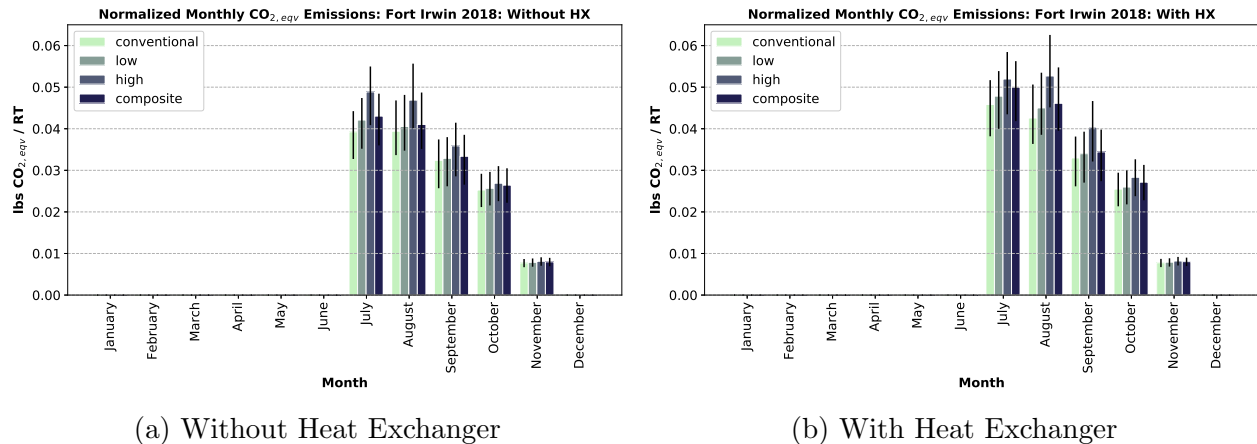 Normalized Monthly CO2,eqv Emissions: Fort Irwin 2018: Without HX
0.06
0.05
0.04
0.03
0.02
0.01
0.00
lbs CO2,eqv / RT
conventional
low
high
composite
January
February
March
April
May
June
July
August
September
October
November
December
Month
(a) Without Heat Exchanger
Normalized Monthly CO2,eqv Emissions: Fort Irwin 2018: With HX
0.06
0.05
0.04
0.03
0.02
0.01
0.00
lbs CO2,eqv / RT
conventional
low
high
composite
January
February
March
April
May
June
July
August
September
October
November
December
Month
(b) With Heat Exchanger